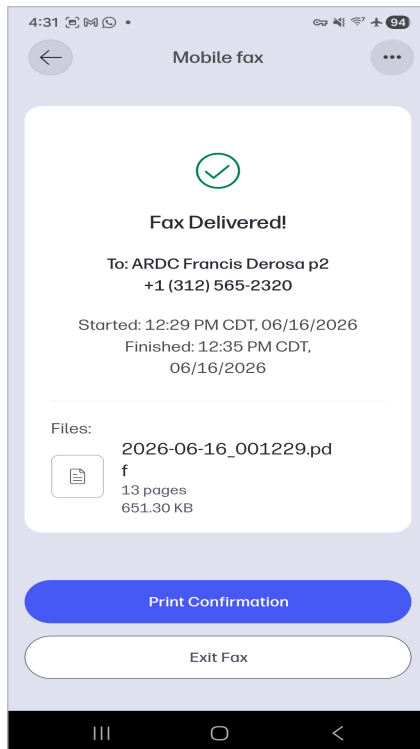 4:31
94
Mobile fax
Fax Delivered!
To: ARDC Francis Derosa p2
+1 (312) 565-2320
Started: 12:29 PM CDT, 06/16/2026
Finished: 12:35 PM CDT,
06/16/2026
Files:
2026-06-16_001229.pd
f
13 pages
651.30 KB
Print Confirmation
Exit Fax